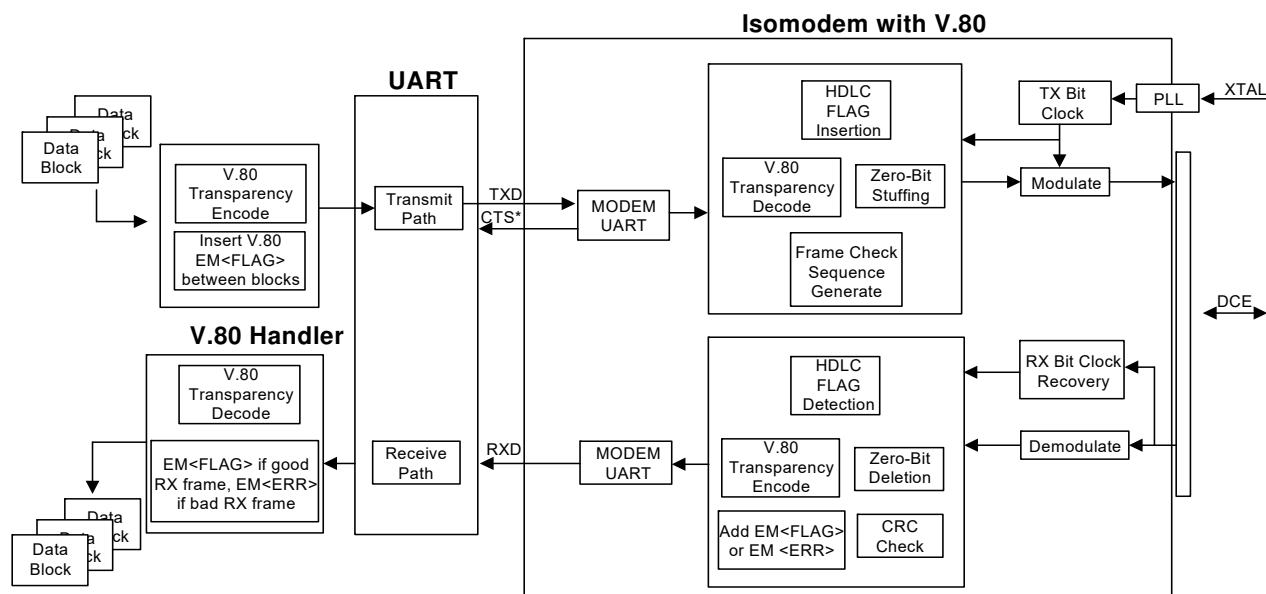 Isomodem with V.80
UART
Data
Block
Data
Block
Data
Block
V.80
Transparency
Encode
Insert V.80
EM<FLAG>
between blocks
Transmit
Path
TXD
CTS*
MODEM
UART
HDLC
FLAG
Insertion
V.80
Transparency
Decode
Zero-Bit
Stuffing
Frame Check
Sequence
Generate
TX Bit
Clock
PLL
XTAL
Modulate
DCE
V.80 Handler
V.80
Transparency
Decode
EM<FLAG> if good
RX frame, EM<ERR>
if bad RX frame
Receive
Path
RXD
MODEM
UART
HDLC
FLAG
Detection
V.80
Transparency
Encode
Zero-Bit
Deletion
Add EM<FLAG>
or EM <ERR>
CRC
Check
RX Bit Clock
Recovery
Demodulate
Data
Block
Data
Block
Data
Block